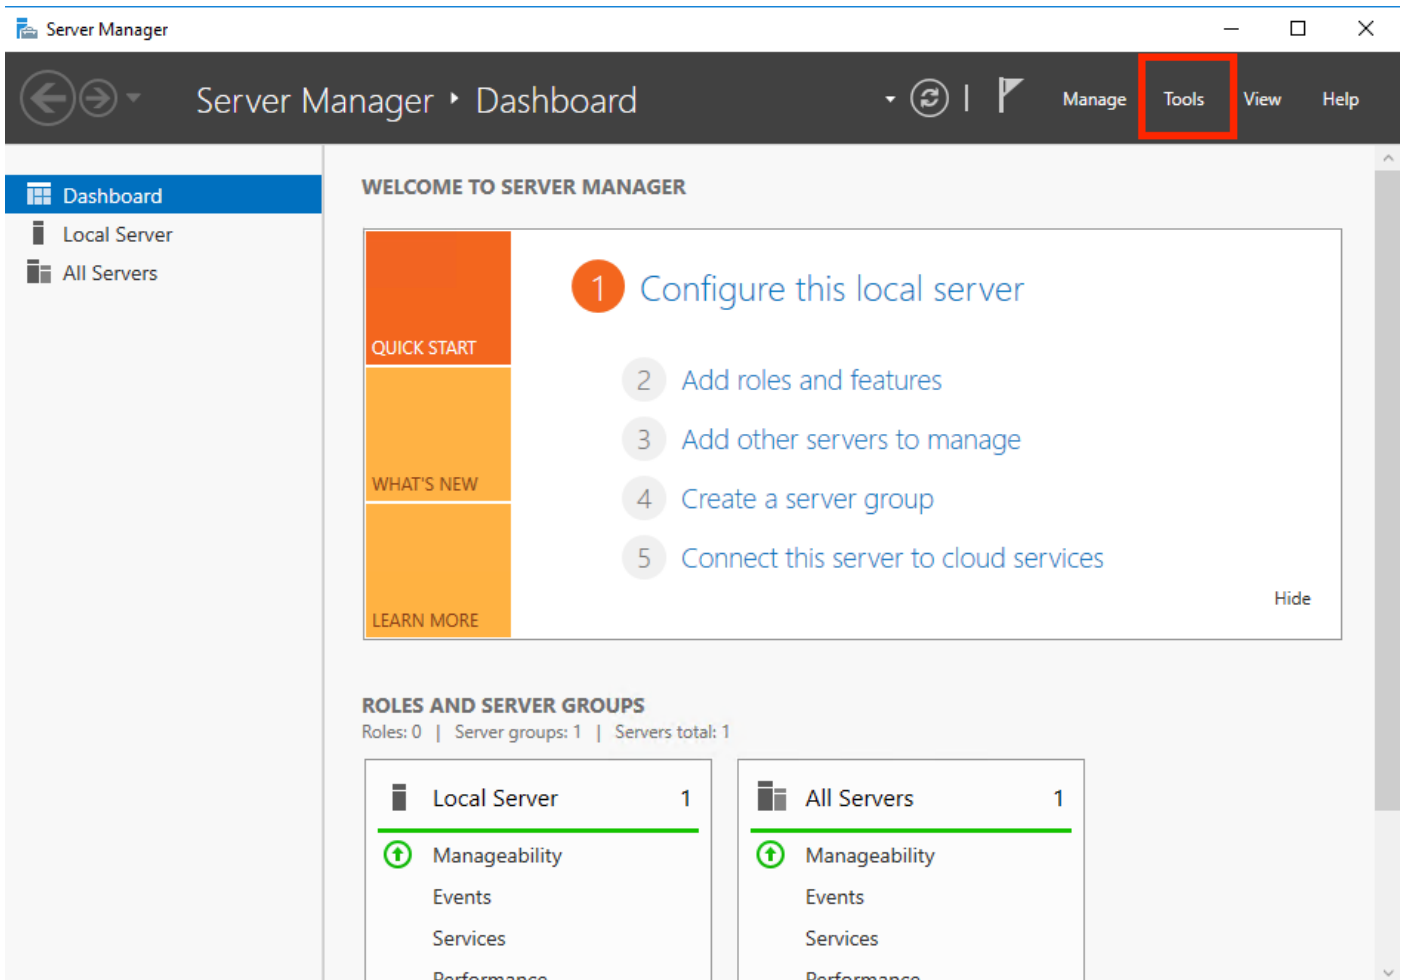 Server Manager
Server Manager ‣ Dashboard
Manage Tools View Help
Dashboard
Local Server
All Servers
WELCOME TO SERVER MANAGER
QUICK START
WHAT'S NEW
LEARN MORE
1 Configure this local server
2 Add roles and features
3 Add other servers to manage
4 Create a server group
5 Connect this server to cloud services
Hide
ROLES AND SERVER GROUPS
Roles: 0 | Server groups: 1 | Servers total: 1
Local Server 1
Manageability
Events
Services
Performance
All Servers 1
Manageability
Events
Services
Performance